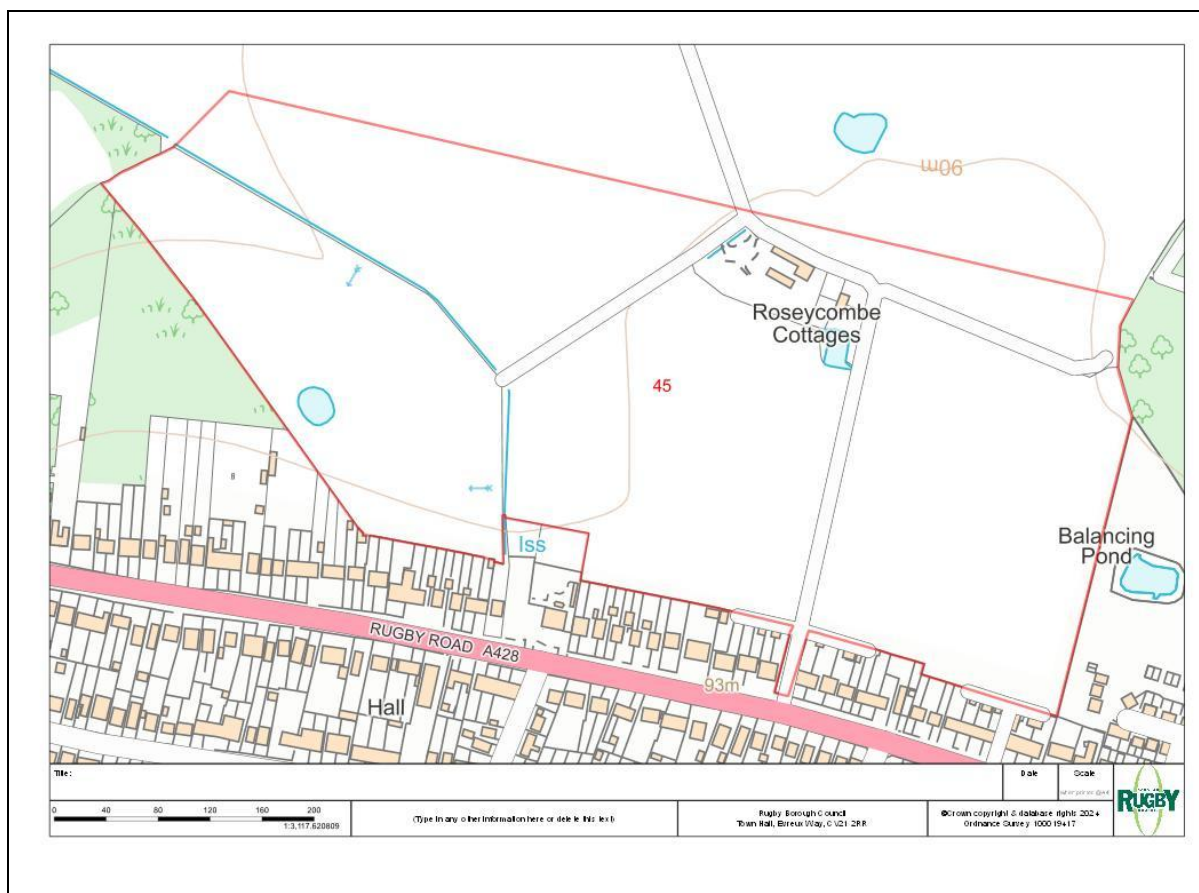 90m
Roseycombe
Cottages
45
Balancing
Pond
Iss
RUGBY ROAD A428
93m
Hall
Title:
Date
Scale
0 40 80 120 160 200
1:3,117.620809
(Type in any other information here or delete this text)
Rugby Borough Council
Town Hall, Evreux Way, CV21 2RR
©Crown copyright & database rights 2024
Ordnance Survey 100019417
RUGBY